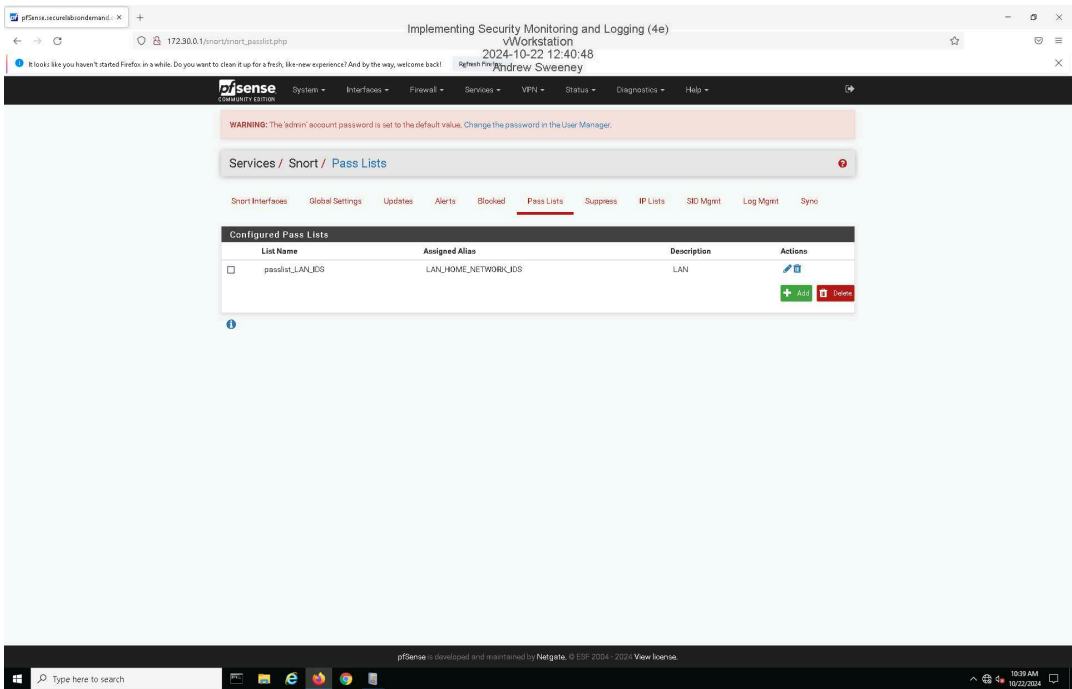 pfSense.securelabsondemand.c
172.30.0.1/snort/snort_passlist.php
Implementing Security Monitoring and Logging (4e)
vWorkstation
2024-10-22 12:40:48
Andrew Sweeney
It looks like you haven't started Firefox in a while. Do you want to clean it up for a fresh, like-new experience? And by the way, welcome back!
pfsense
COMMUNITY EDITION
System Interfaces Firewall Services VPN Status Diagnostics Help
WARNING: The 'admin' account password is set to the default value. Change the password in the User Manager.
Services / Snort / Pass Lists
Snort Interfaces Global Settings Updates Alerts Blocked Pass Lists Suppress IP Lists SID Mgmt Log Mgmt Sync
Configured Pass Lists
List Name Assigned Alias Description Actions
passlist_LAN_IDS LAN_HOME_NETWORK_IDS LAN
Add Delete
pfSense is developed and maintained by Netgate. © ESF 2004 - 2024 View license.
Type here to search
10:39 AM
10/22/2024